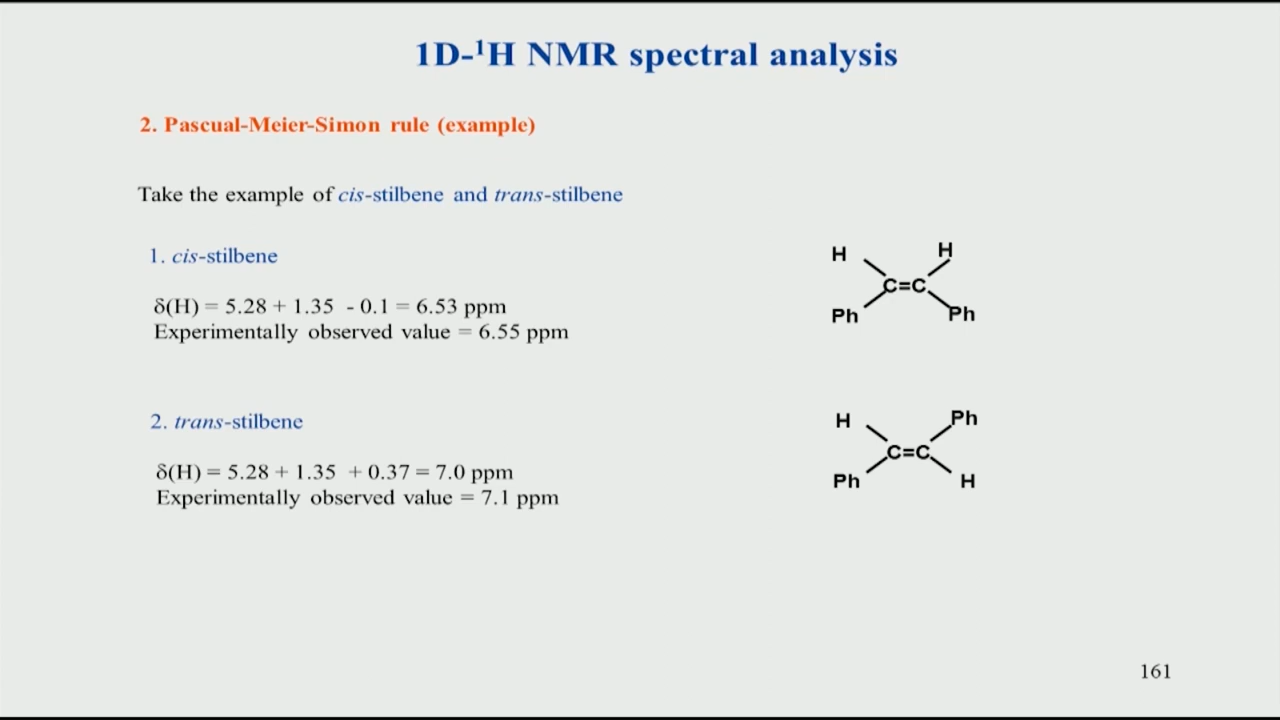 1D-¹H NMR spectral analysis
2. Pascual-Meier-Simon rule (example)
Take the example of cis-stilbene and trans-stilbene
1. cis-stilbene
δ(H) = 5.28 + 1.35 - 0.1 = 6.53 ppm
Experimentally observed value = 6.55 ppm
H H
C=C
Ph Ph
2. trans-stilbene
δ(H) = 5.28 + 1.35 + 0.37 = 7.0 ppm
Experimentally observed value = 7.1 ppm
H Ph
C=C
Ph H
161